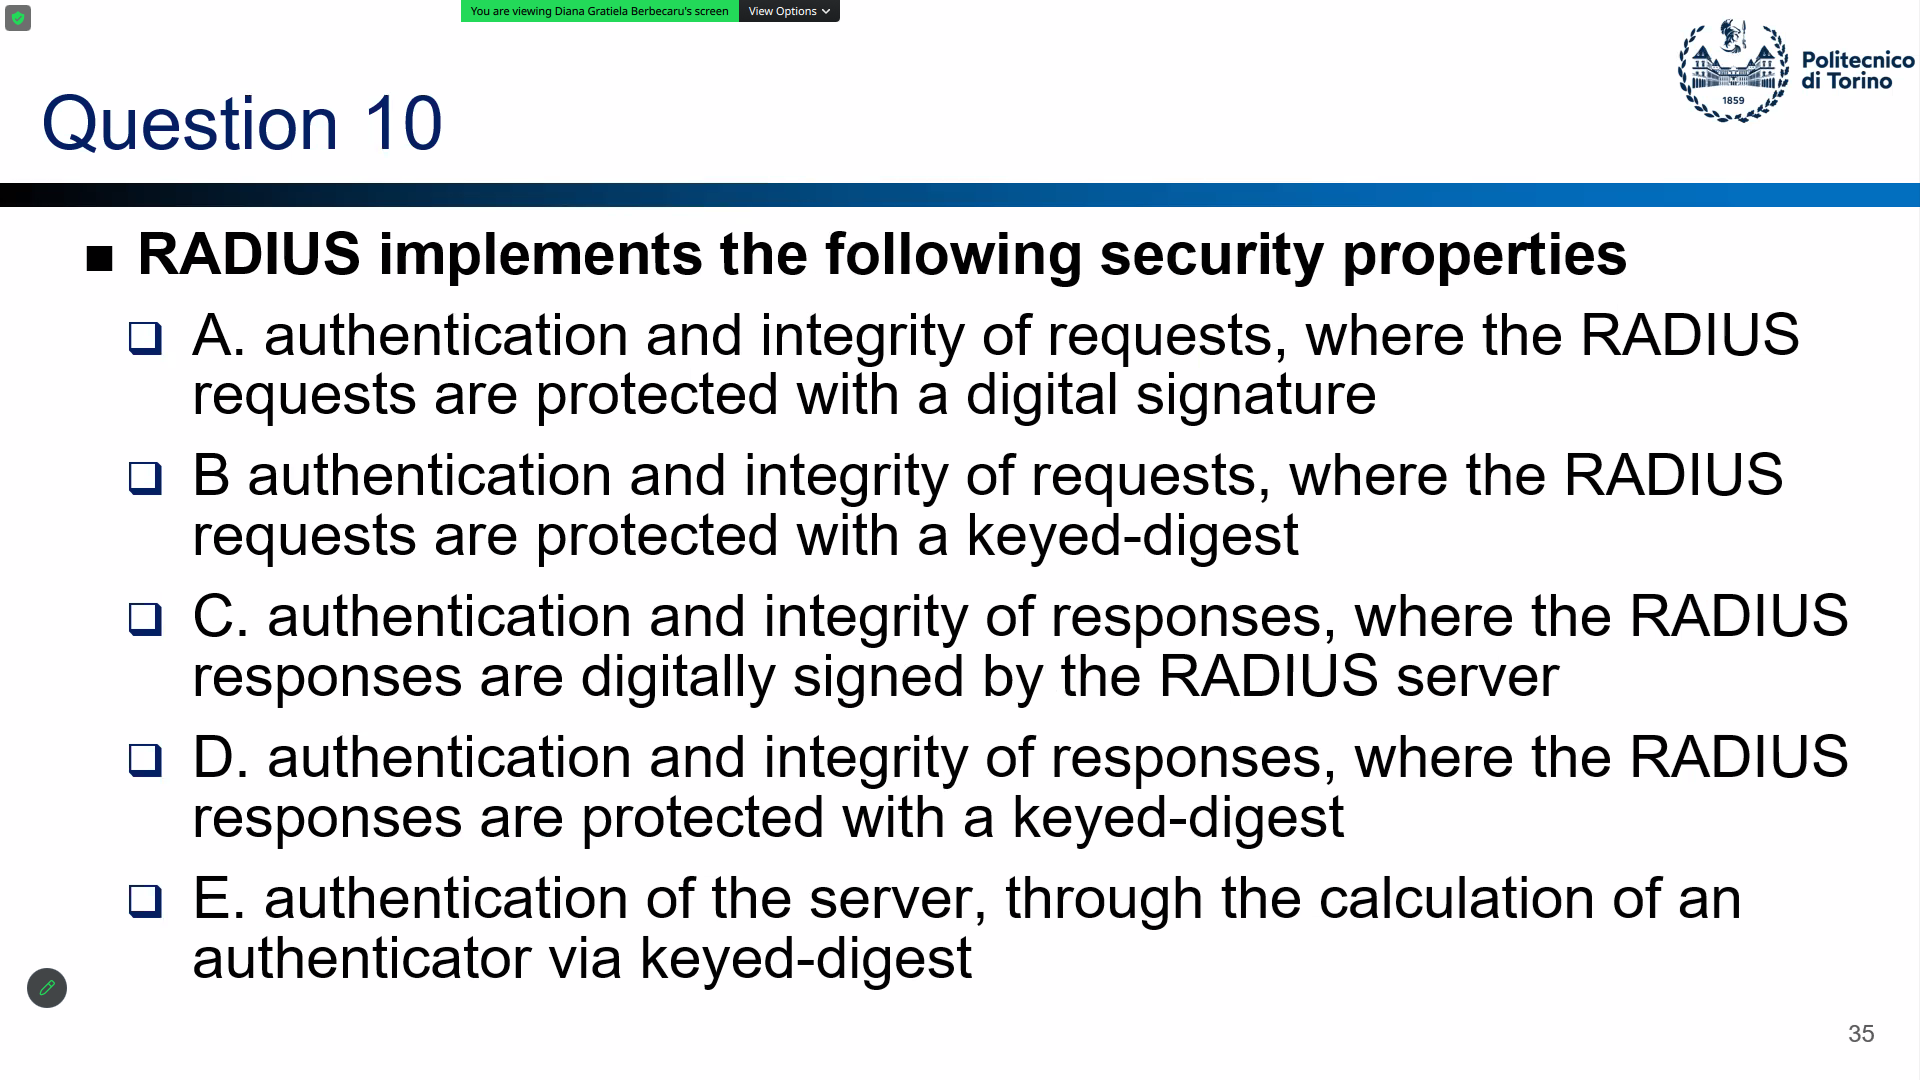 You are viewing Diana Gratiela Berbecaru's screen
View Options
Politecnico
di Torino
1859
Question 10
RADIUS implements the following security properties
A. authentication and integrity of requests, where the RADIUS
requests are protected with a digital signature
B authentication and integrity of requests, where the RADIUS
requests are protected with a keyed-digest
C. authentication and integrity of responses, where the RADIUS
responses are digitally signed by the RADIUS server
D. authentication and integrity of responses, where the RADIUS
responses are protected with a keyed-digest
E. authentication of the server, through the calculation of an
authenticator via keyed-digest
35